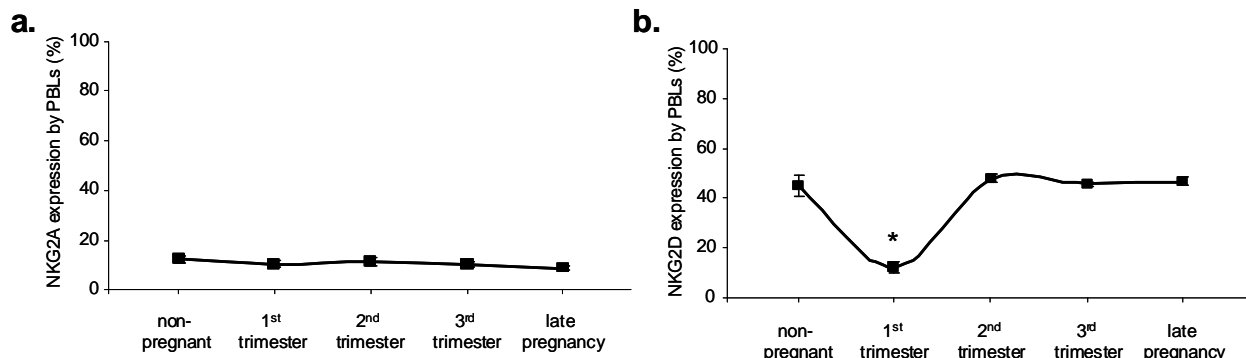 a.
NKG2A expression by PBLs (%)
100
80
60
40
20
0
non-
pregnant
1st
trimester
2nd
trimester
3rd
trimester
late
pregnancy
b.
NKG2D expression by PBLs (%)
100
80
60
40
20
0
*
non-
pregnant
1st
trimester
2nd
trimester
3rd
trimester
late
pregnancy